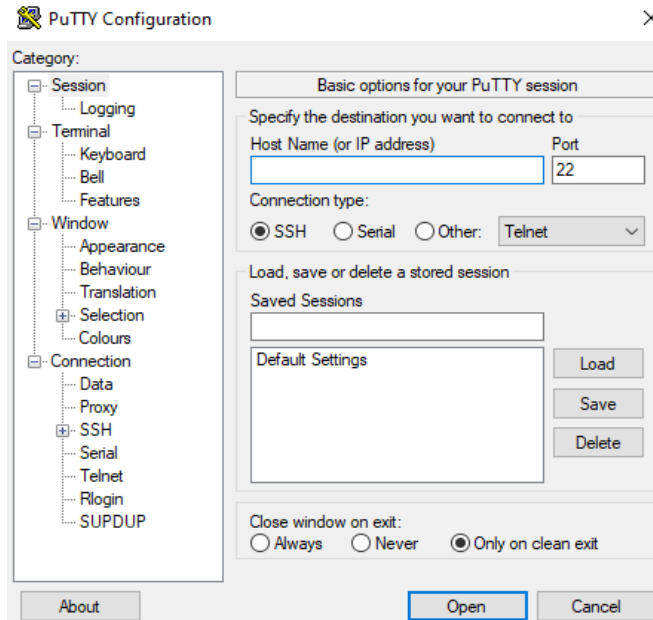 PuTTY Configuration
Category:
Session
Logging
Terminal
Keyboard
Bell
Features
Window
Appearance
Behaviour
Translation
Selection
Colours
Connection
Data
Proxy
SSH
Serial
Telnet
Rlogin
SUPDUP
Basic options for your PuTTY session
Specify the destination you want to connect to
Host Name (or IP address) Port
22
Connection type:
SSH Serial Other: Telnet
Load, save or delete a stored session
Saved Sessions
Default Settings
Load
Save
Delete
Close window on exit:
Always Never Only on clean exit
About Open Cancel